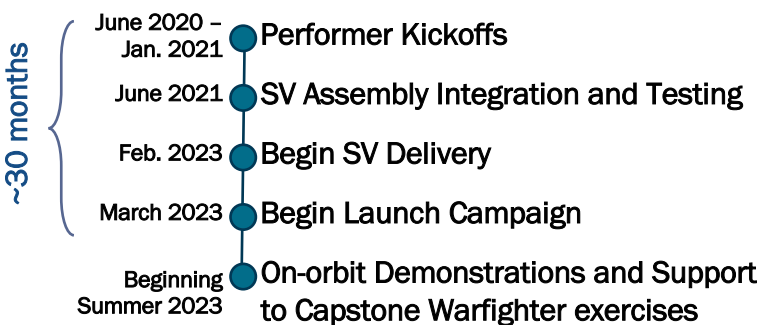 ~30 months
June 2020 –
Jan. 2021
Performer Kickoffs
June 2021
SV Assembly Integration and Testing
Feb. 2023
Begin SV Delivery
March 2023
Begin Launch Campaign
Beginning
Summer 2023
On-orbit Demonstrations and Support
to Capstone Warfighter exercises